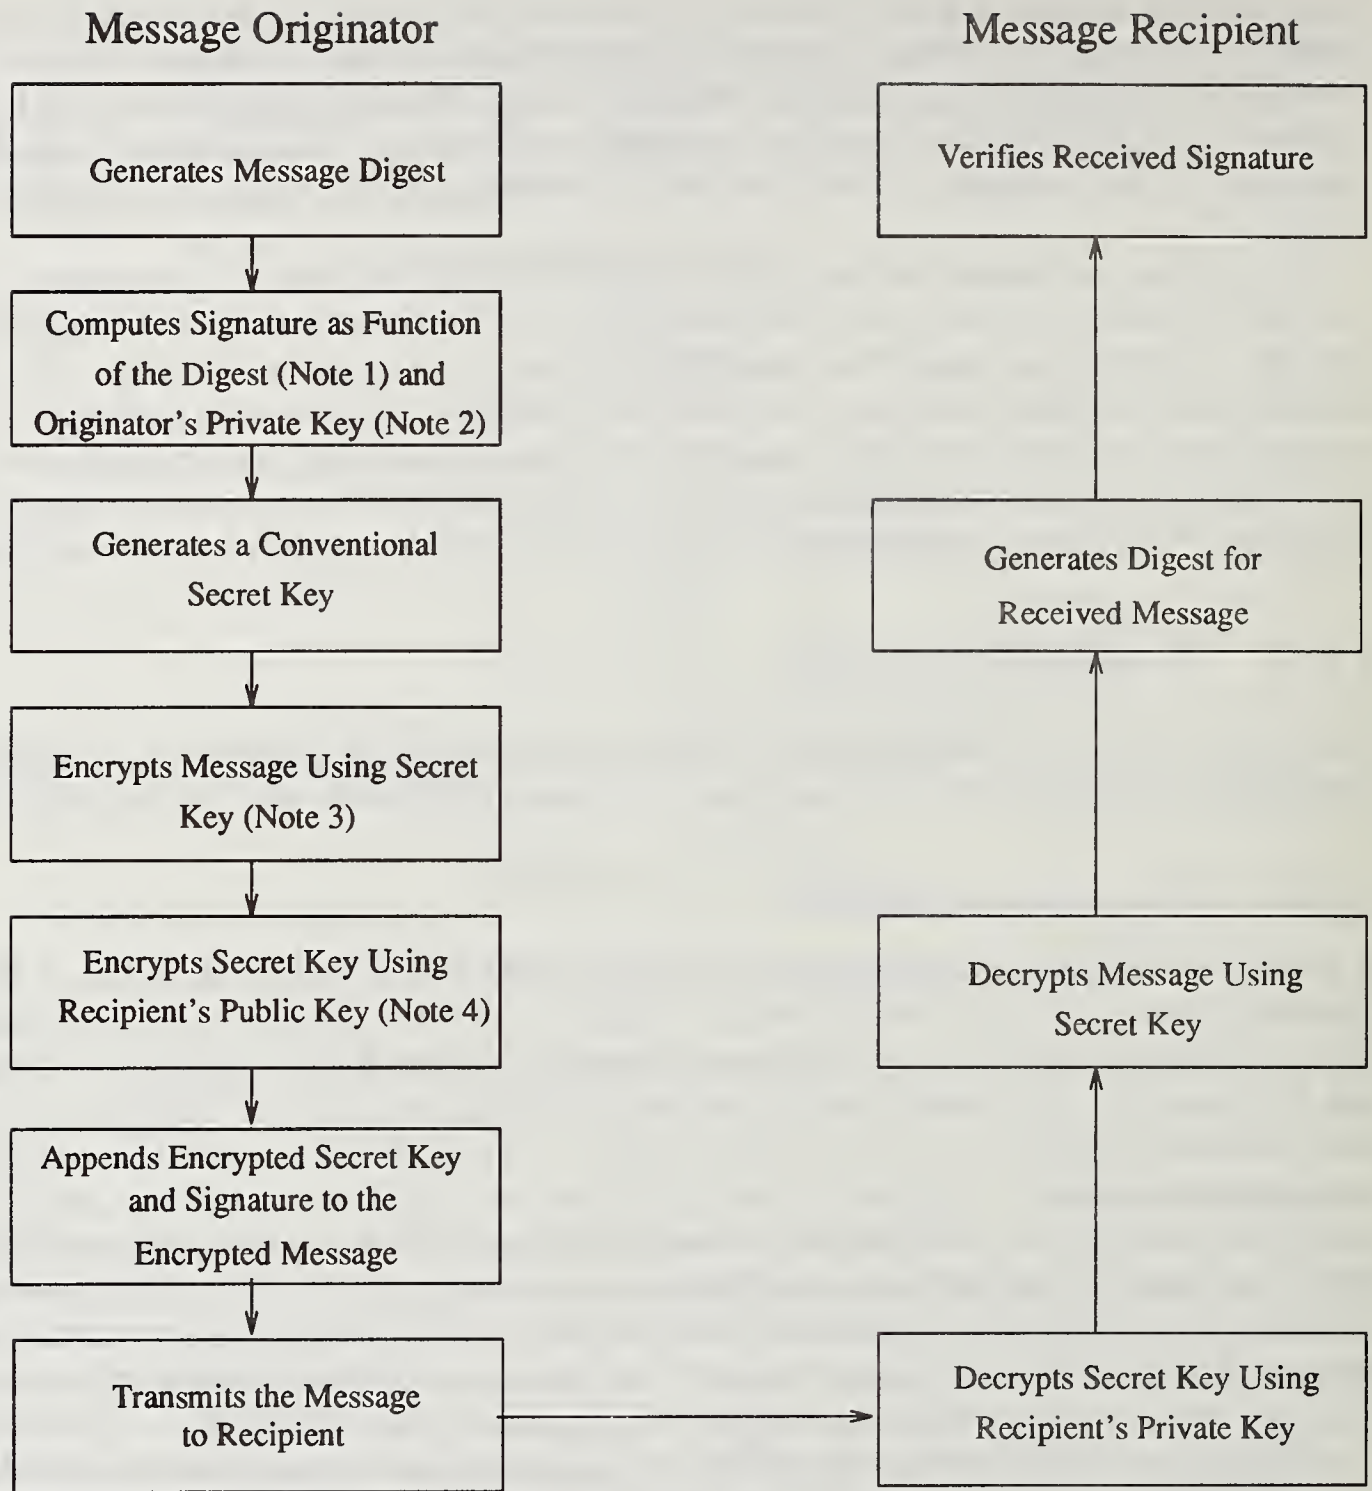 Message Originator
Generates Message Digest
Computes Signature as Function
of the Digest (Note 1) and
Originator's Private Key (Note 2)
Generates a Conventional
Secret Key
Encrypts Message Using Secret
Key (Note 3)
Encrypts Secret Key Using
Recipient's Public Key (Note 4)
Appends Encrypted Secret Key
and Signature to the
Encrypted Message
Transmits the Message
to Recipient
Message Recipient
Verifies Received Signature
Generates Digest for
Received Message
Decrypts Message Using
Secret Key
Decrypts Secret Key Using
Recipient's Private Key